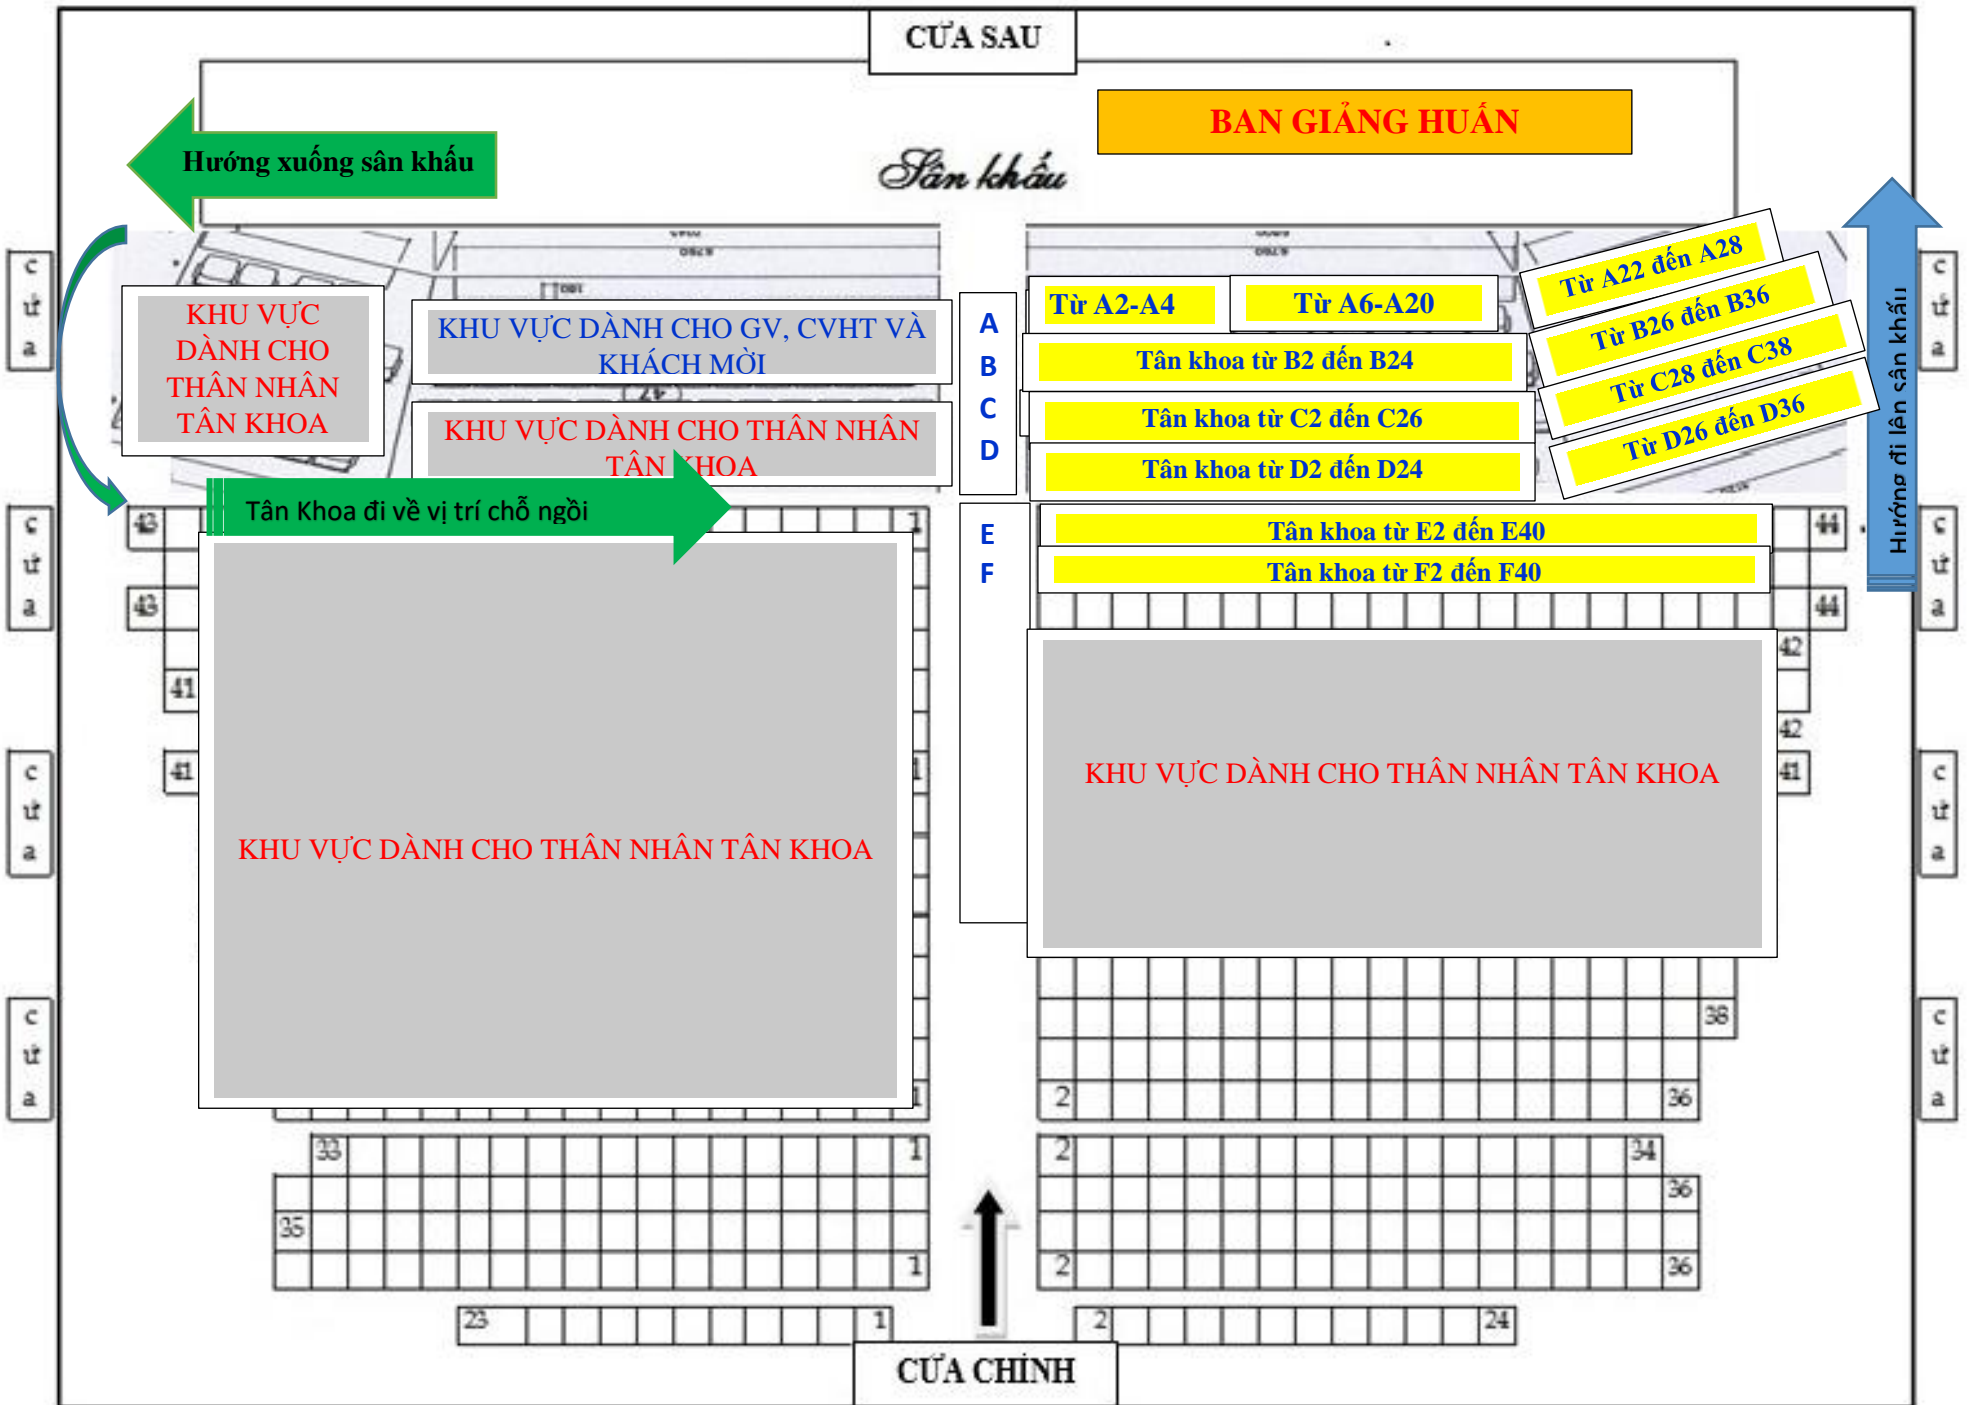 CỬA SAU
BAN GIẢNG HUẤN
Hướng xuống sân khấu
Sân khấu
KHU VỰC
DÀNH CHO
THÂN NHÂN
TÂN KHOA
KHU VỰC DÀNH CHO GV, CVHT VÀ
KHÁCH MỜI
KHU VỰC DÀNH CHO THÂN NHÂN
TÂN KHOA
A
B
C
D
E
F
Từ A2-A4
Từ A6-A20
Từ A22 đến A28
Tân khoa từ B2 đến B24
Từ B26 đến B36
Tân khoa từ C2 đến C26
Từ C28 đến C38
Tân khoa từ D2 đến D24
Từ D26 đến D36
Hướng đi lên sân khấu
Tân Khoa đi về vị trí chỗ ngồi
Tân khoa từ E2 đến E40
Tân khoa từ F2 đến F40
43
1
44
43
44
42
41
42
41
1
41
KHU VỰC DÀNH CHO THÂN NHÂN TÂN KHOA
KHU VỰC DÀNH CHO THÂN NHÂN TÂN KHOA
38
1
2
36
33
1
2
34
36
35
1
2
36
23
1
2
24
CỬA CHÍNH
cửa
cửa
cửa
cửa
cửa
cửa
cửa
cửa